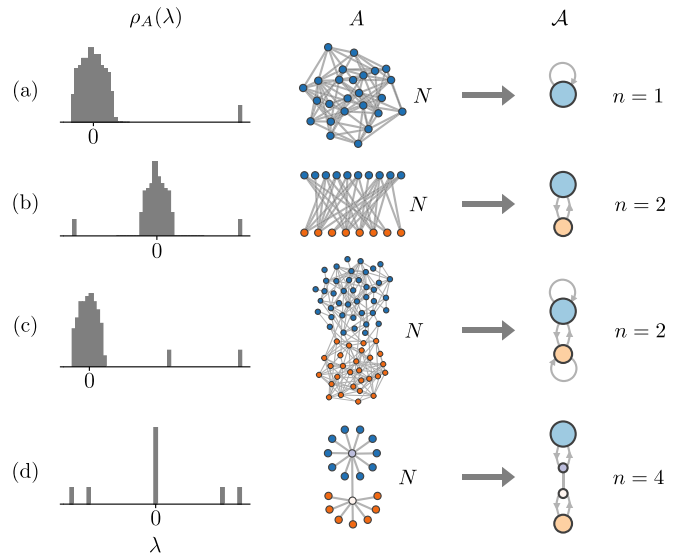 ρ_A(λ) A 𝒜
(a) 0 N n = 1
(b) 0 N n = 2
(c) 0 N n = 2
(d) 0 N n = 4
λ